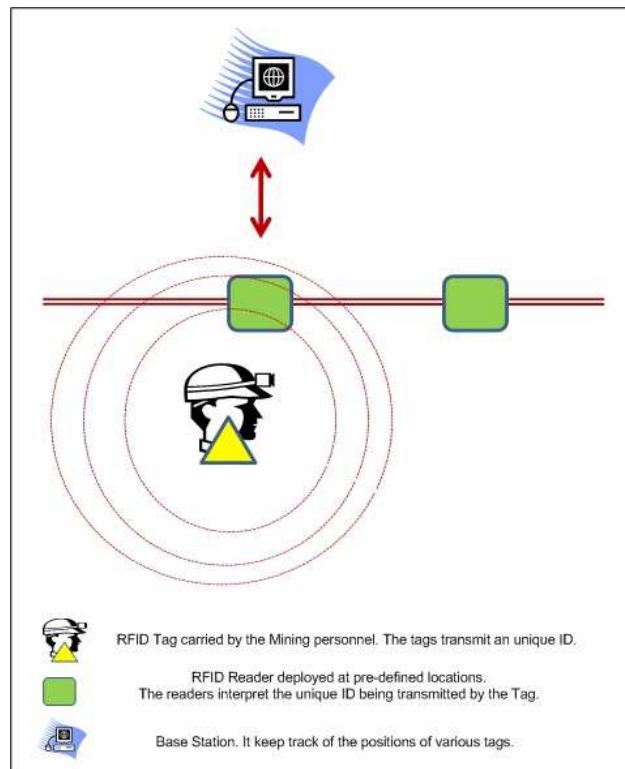 RFID Tag carried by the Mining personnel. The tags transmit an unique ID.
RFID Reader deployed at pre-defined locations.
The readers interpret the unique ID being transmitted by the Tag.
Base Station. It keep track of the positions of various tags.